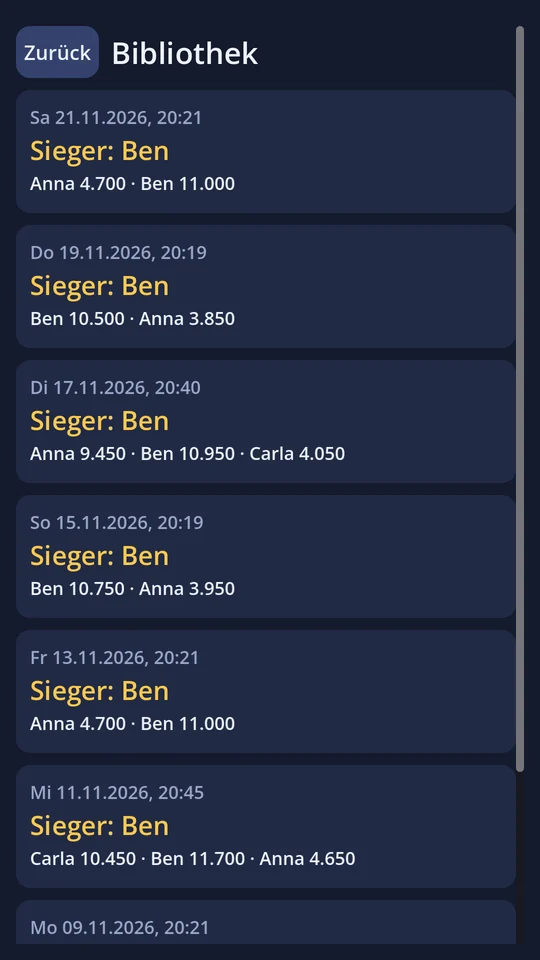 Zurück Bibliothek
Sa 21.11.2026, 20:21
Sieger: Ben
Anna 4.700 · Ben 11.000
Do 19.11.2026, 20:19
Sieger: Ben
Ben 10.500 · Anna 3.850
Di 17.11.2026, 20:40
Sieger: Ben
Anna 9.450 · Ben 10.950 · Carla 4.050
So 15.11.2026, 20:19
Sieger: Ben
Ben 10.750 · Anna 3.950
Fr 13.11.2026, 20:21
Sieger: Ben
Anna 4.700 · Ben 11.000
Mi 11.11.2026, 20:45
Sieger: Ben
Carla 10.450 · Ben 11.700 · Anna 4.650
Mo 09.11.2026, 20:21